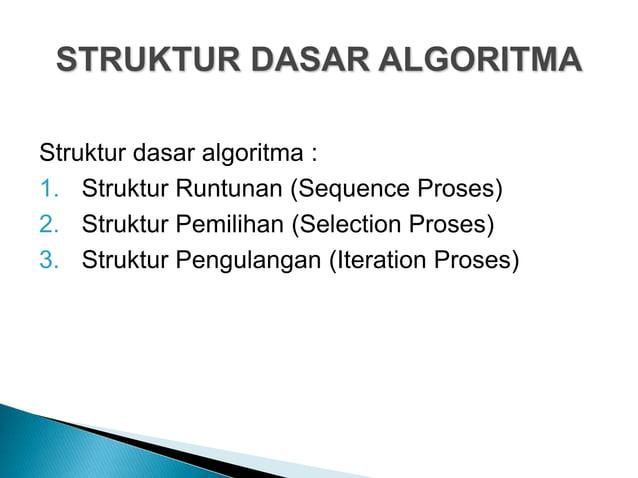 STRUKTUR DASAR ALGORITMA
Struktur dasar algoritma :
1. Struktur Runtunan (Sequence Proses)
2. Struktur Pemilihan (Selection Proses)
3. Struktur Pengulangan (Iteration Proses)